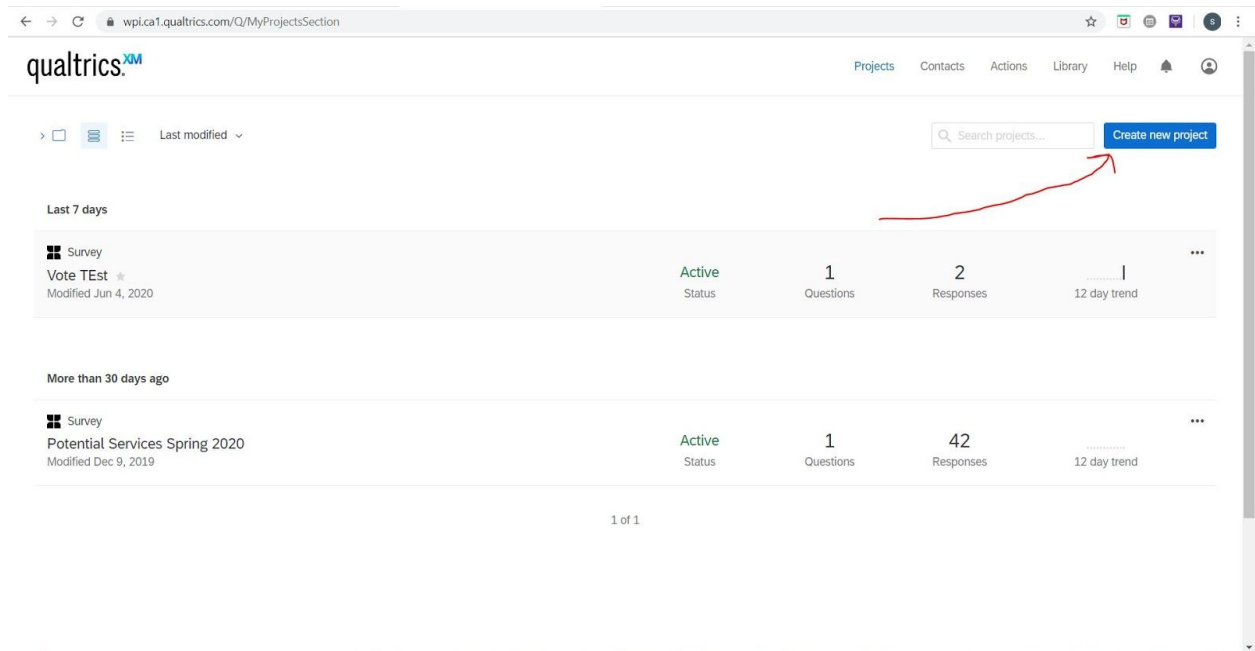 wpi.ca1.qualtrics.com/Q/MyProjectsSection
S
qualtrics.XM
Projects Contacts Actions Library Help
Last modified
Search projects...
Create new project
Last 7 days
Survey
Vote TEst
Modified Jun 4, 2020
Active
Status
1
Questions
2
Responses
12 day trend
More than 30 days ago
Survey
Potential Services Spring 2020
Modified Dec 9, 2019
Active
Status
1
Questions
42
Responses
12 day trend
1 of 1